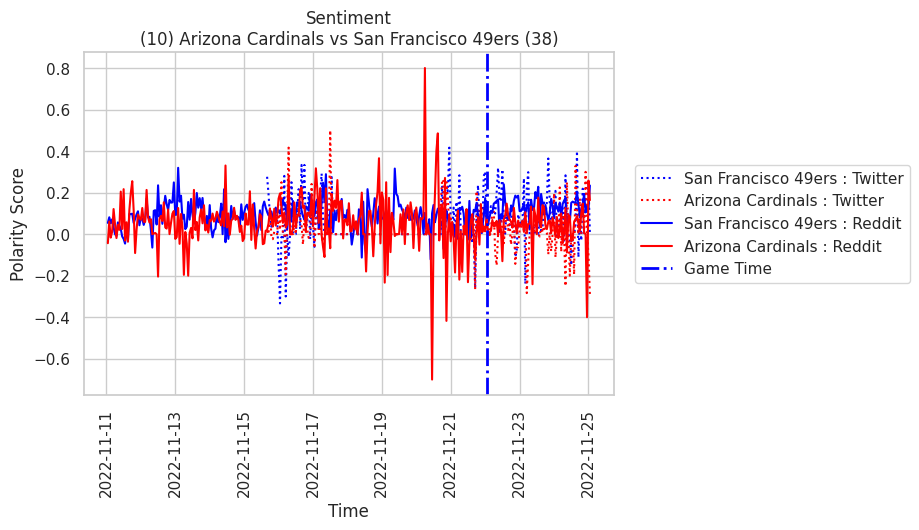 Sentiment
(10) Arizona Cardinals vs San Francisco 49ers (38)
Polarity Score
0.8
0.6
0.4
0.2
0.0
−0.2
−0.4
−0.6
2022-11-11
2022-11-13
2022-11-15
2022-11-17
2022-11-19
2022-11-21
2022-11-23
2022-11-25
Time
San Francisco 49ers : Twitter
Arizona Cardinals : Twitter
San Francisco 49ers : Reddit
Arizona Cardinals : Reddit
Game Time